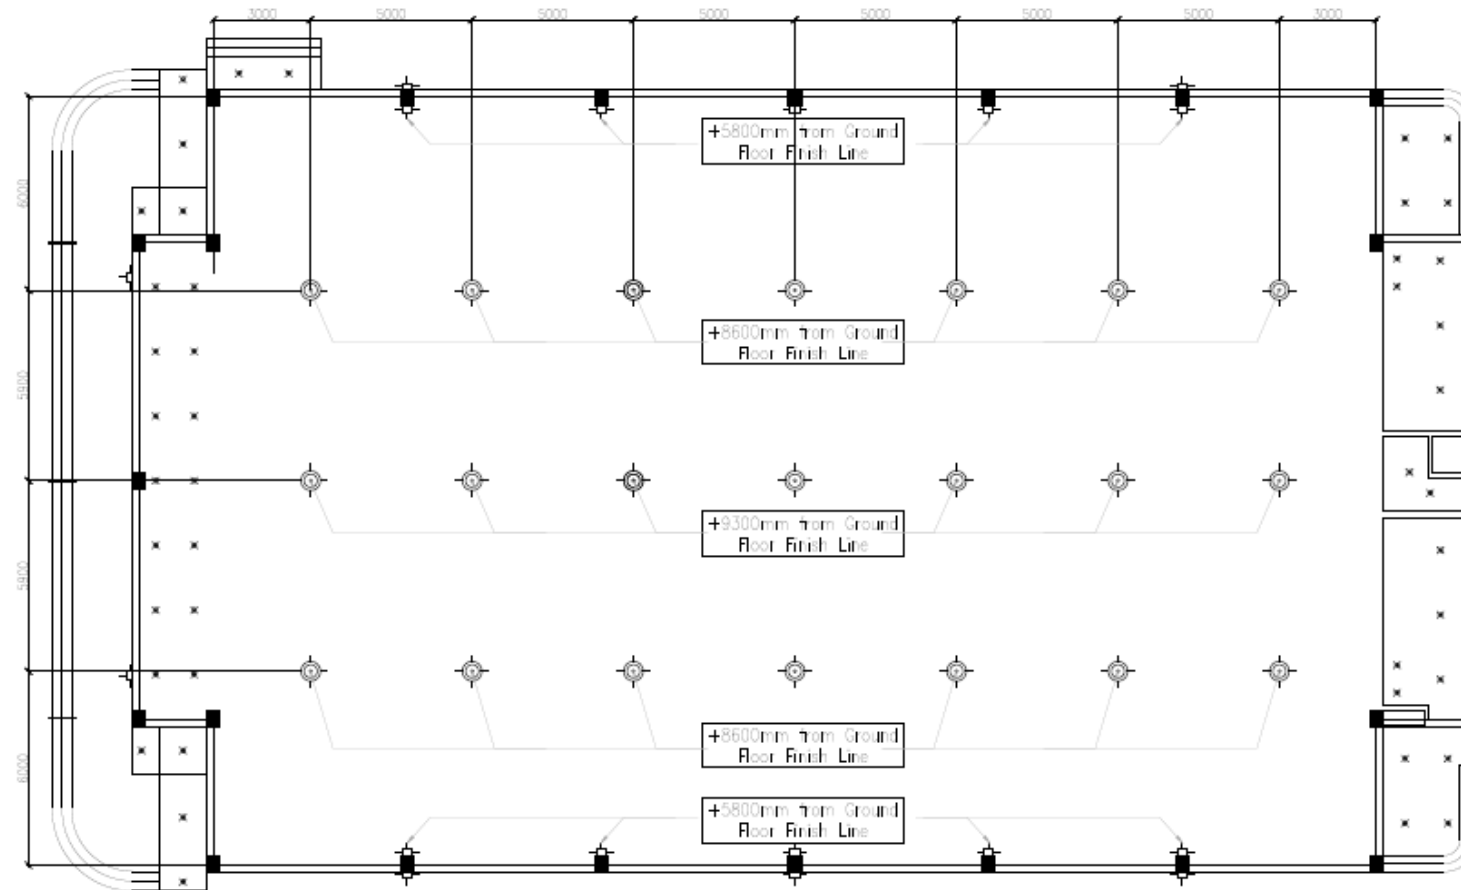 3000 5000 5000 5000 5000 5000 5000 3000
+5800mm from Ground
Floor Finish Line
6000
+8600mm from Ground
Floor Finish Line
5900
+9300mm from Ground
Floor Finish Line
5900
+8600mm from Ground
Floor Finish Line
6000
+5800mm from Ground
Floor Finish Line